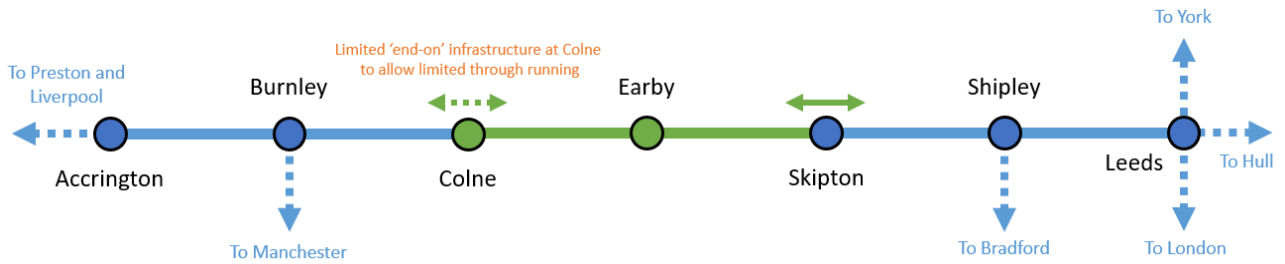 To York
Limited ‘end-on’ infrastructure at Colne
to allow limited through running
To Preston and
Liverpool
Burnley
Earby
Shipley
Accrington
Colne
Skipton
Leeds
To Hull
To Manchester
To Bradford
To London